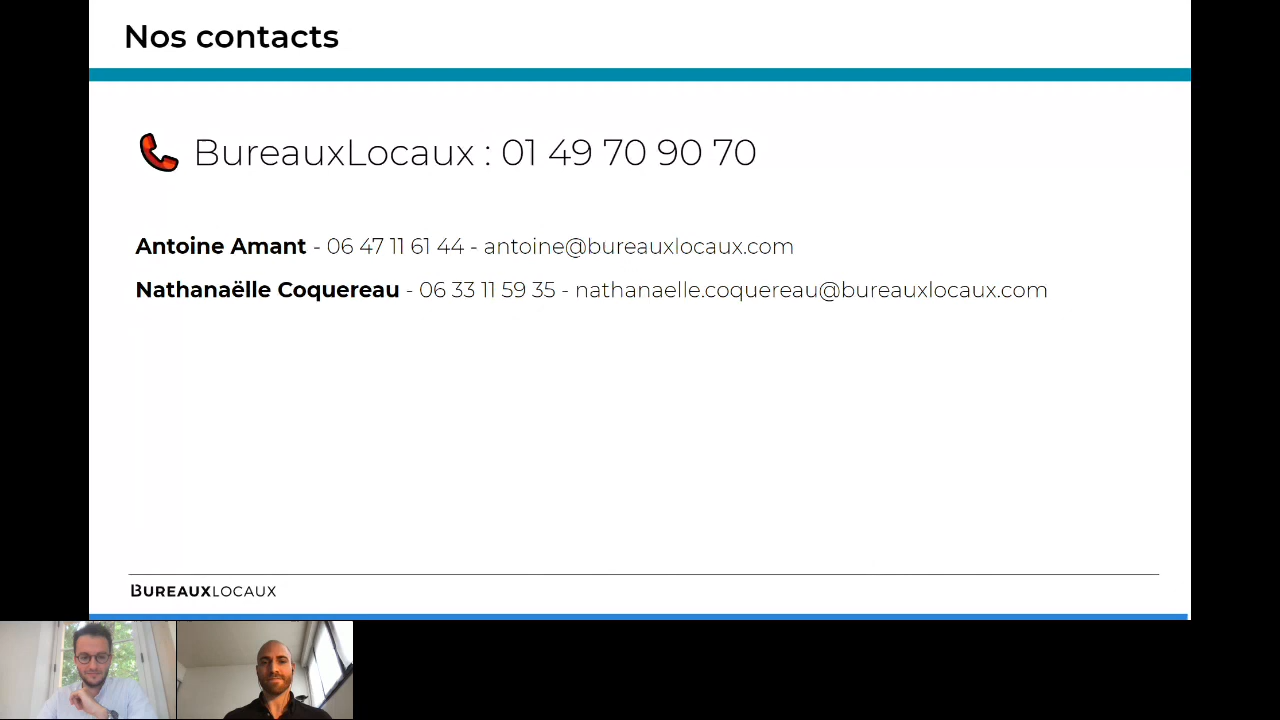 Nos contacts
BureauxLocaux : 01 49 70 90 70
Antoine Amant - 06 47 11 61 44 - antoine@bureauxlocaux.com
Nathanaëlle Coquereau - 06 33 11 59 35 - nathanaelle.coquereau@bureauxlocaux.com
BUREAUXLOCAUX